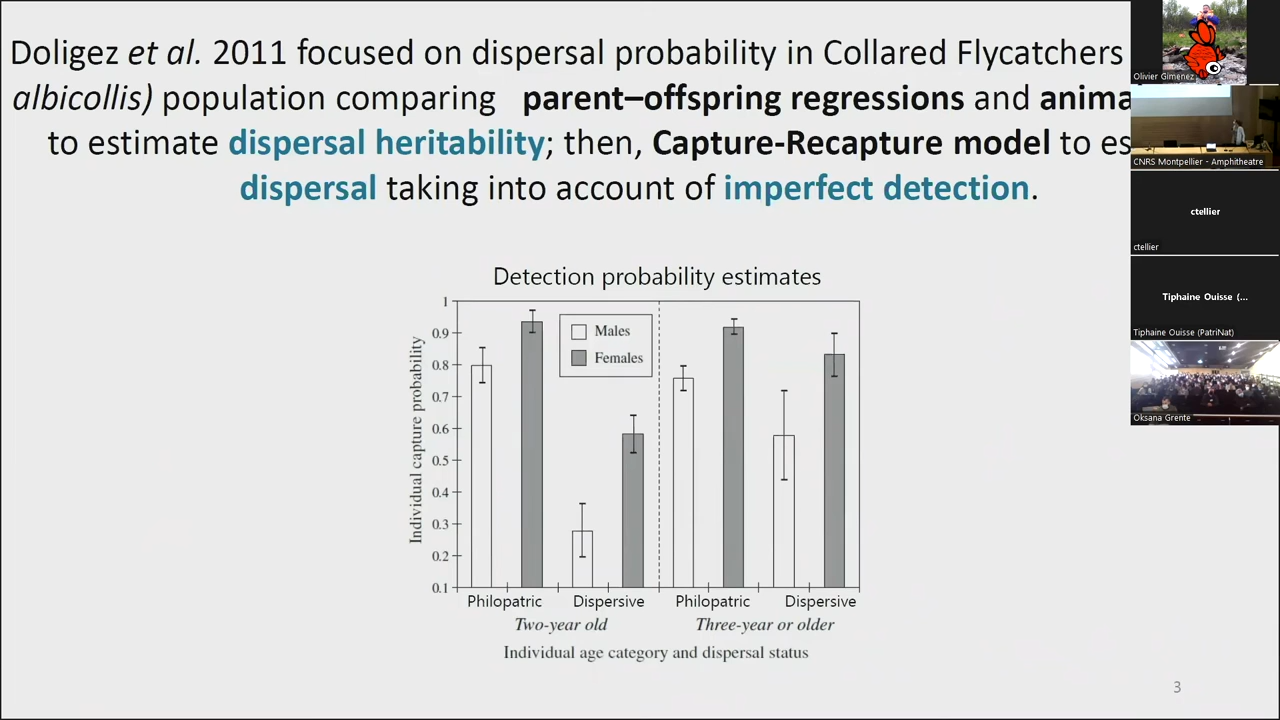 Doligez et al. 2011 focused on dispersal probability in Collared Flycatchers
albicollis) population comparing parent–offspring regressions and anima
to estimate dispersal heritability; then, Capture-Recapture model to es
dispersal taking into account of imperfect detection.
Detection probability estimates
Individual capture probability
1
0.9
0.8
0.7
0.6
0.5
0.4
0.3
0.2
0.1
Males
Females
Philopatric Dispersive Philopatric Dispersive
Two-year old Three-year or older
Individual age category and dispersal status
3
Olivier Gimenez
CNRS Montpellier - Amphitheatre
ctellier
ctellier
Tiphaine Ouisse (...
Tiphaine Ouisse (PatriNat)
Oksana Grente